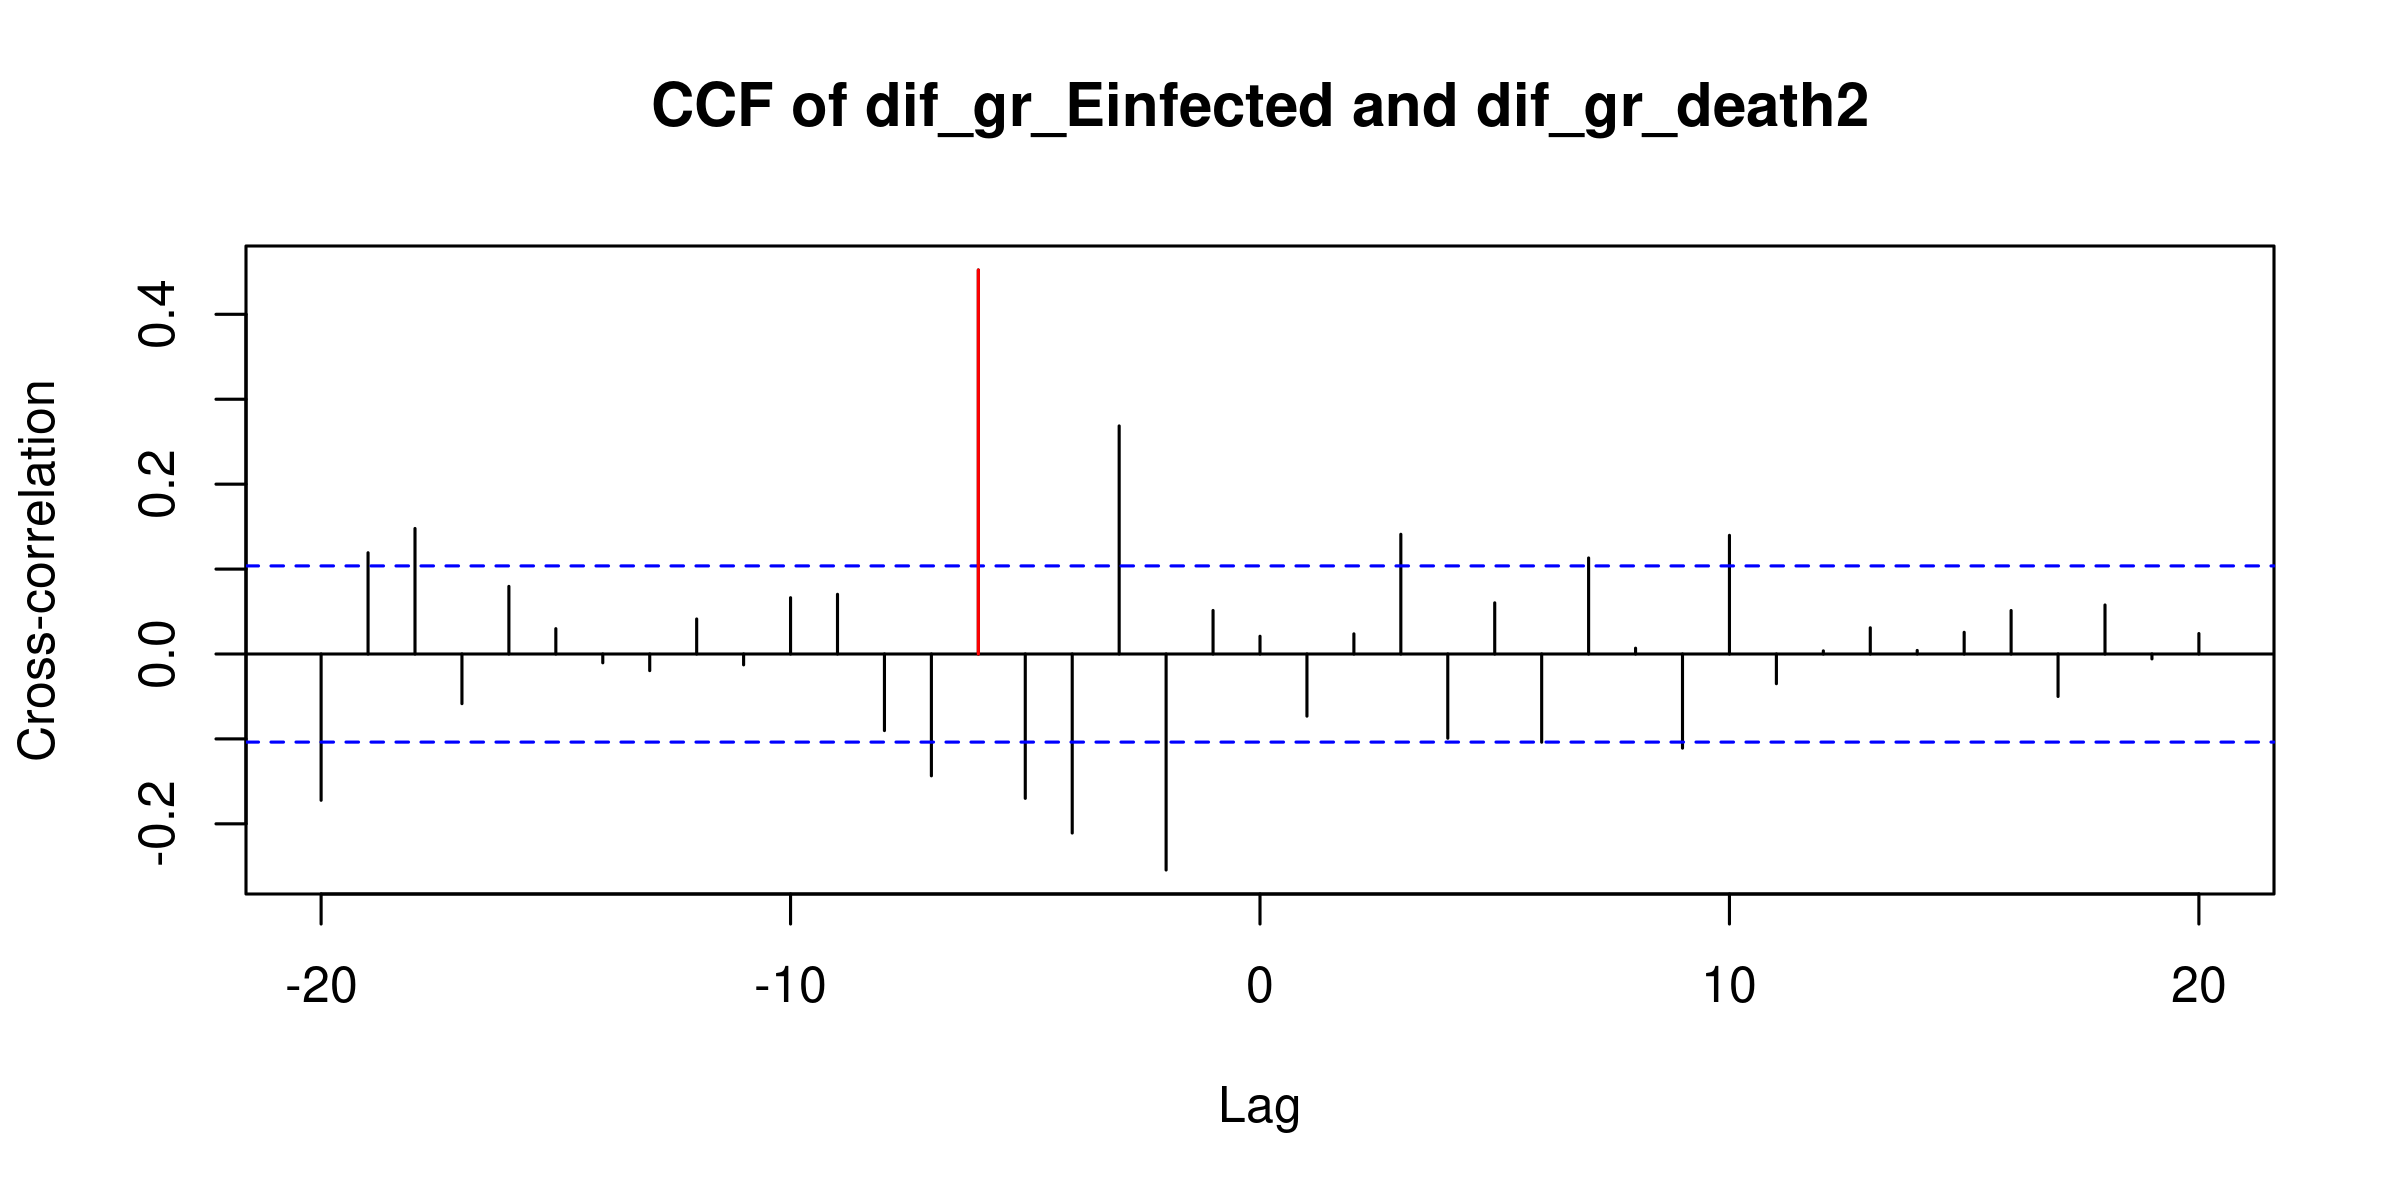 CCF of dif_gr_Einfected and dif_gr_death2
Cross-correlation
0.4
0.2
0.0
-0.2
-20 -10 0 10 20
Lag